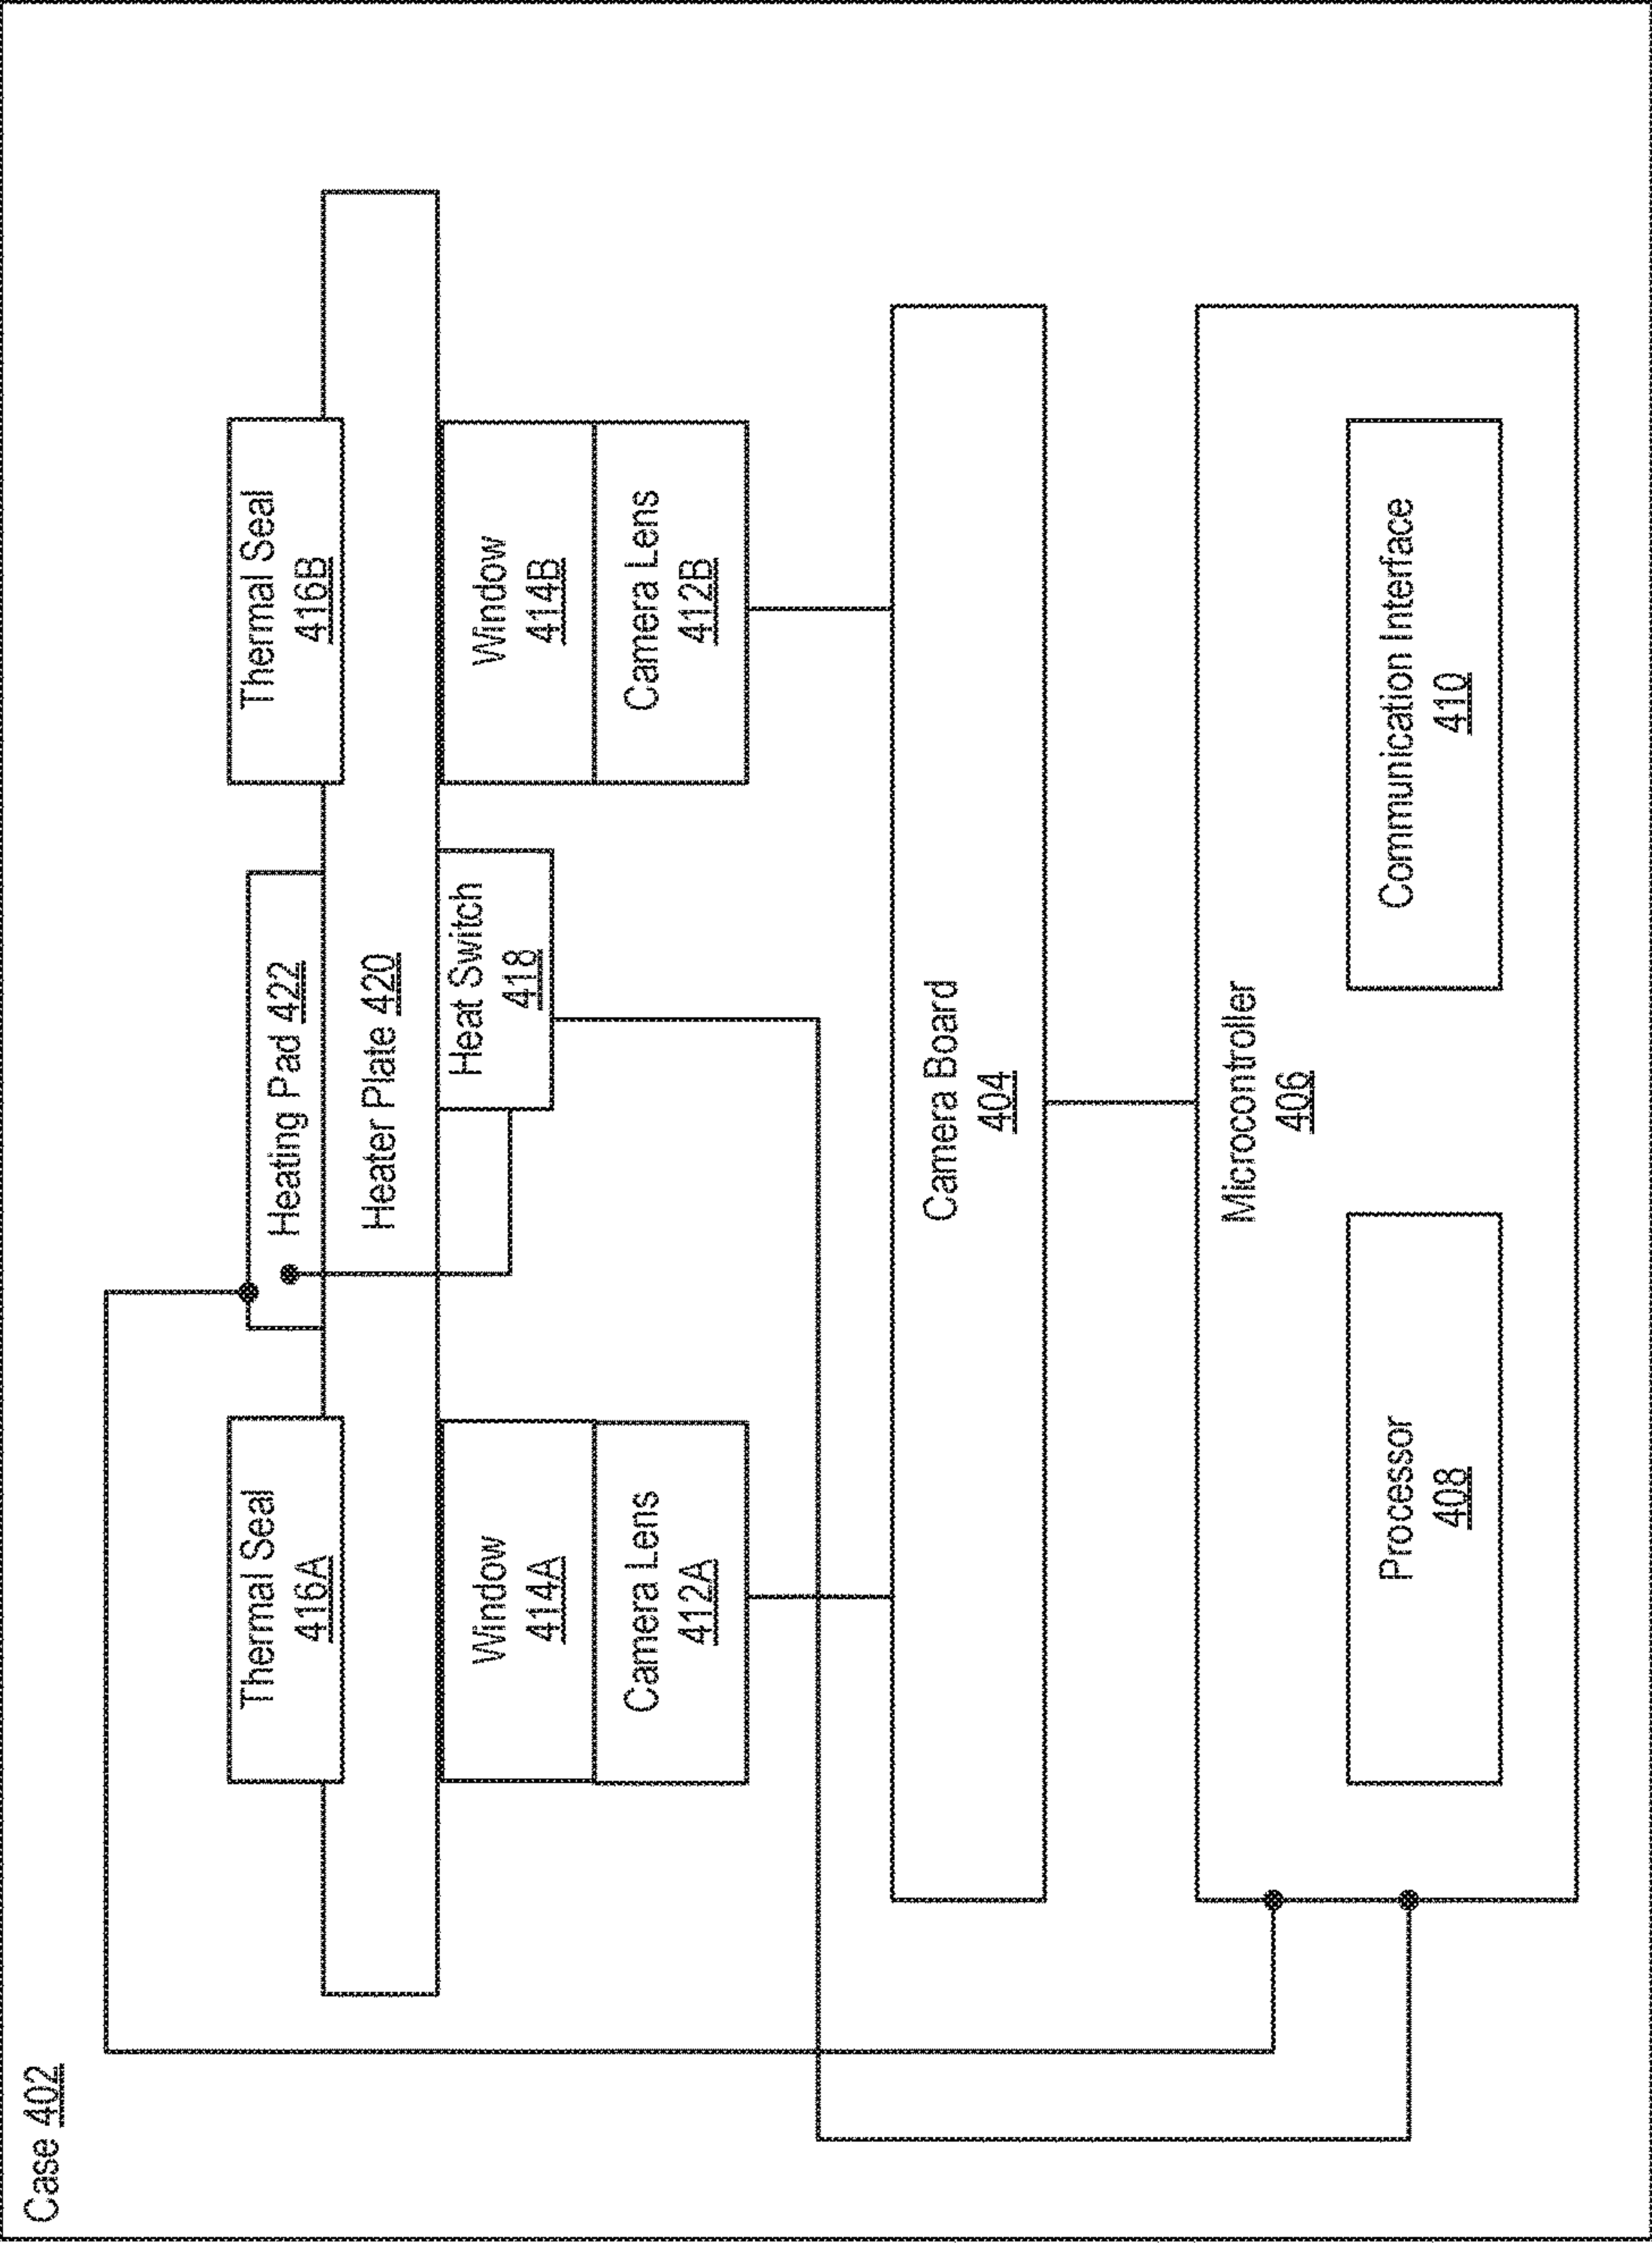 Case 402
Thermal Seal
416A
Heating Pad 422
Thermal Seal
416B
Heater Plate 420
Window
414A
Heat Switch
418
Window
414B
Camera Lens
412A
Camera Lens
412B
Camera Board
404
Microcontroller
406
Processor
408
Communication Interface
410